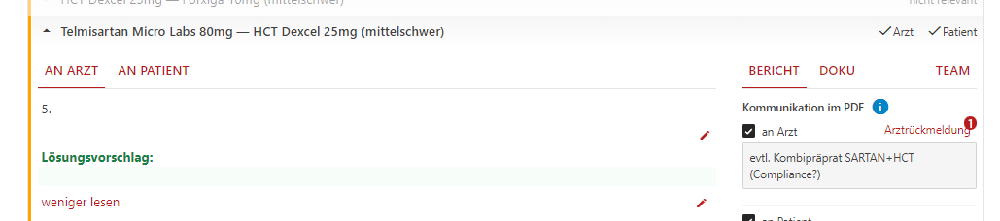 HCT Dexcel 25mg — Forxiga 10mg (mittelschwer)
nicht relevant
Telmisartan Micro Labs 80mg — HCT Dexcel 25mg (mittelschwer)
Arzt Patient
AN ARZT AN PATIENT
BERICHT DOKU TEAM
5.
Kommunikation im PDF i
an Arzt Arztrückmeldung 1
Lösungsvorschlag:
evtl. Kombipräprat SARTAN+HCT
(Compliance?)
weniger lesen
an Patient